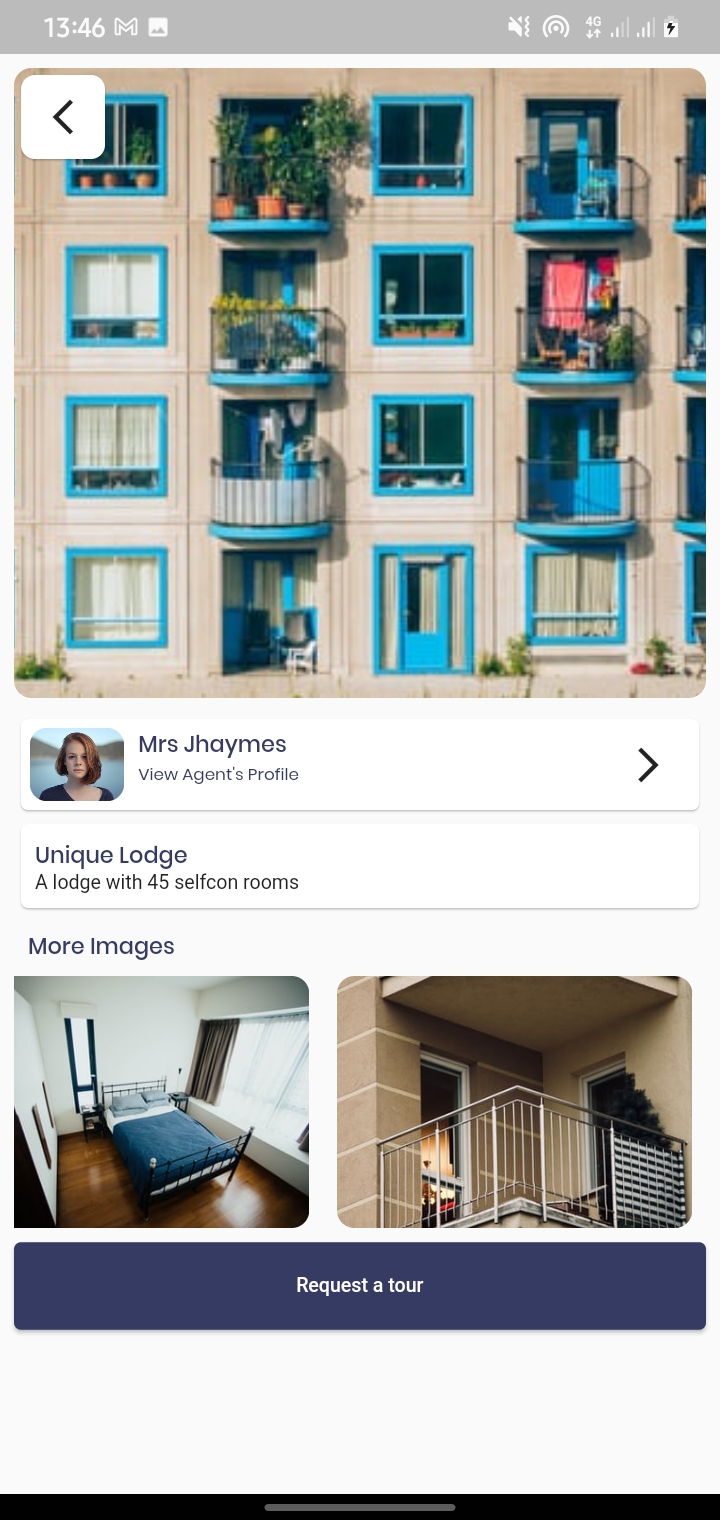 13:46
4G
Mrs Jhaymes
View Agent's Profile
Unique Lodge
A lodge with 45 selfcon rooms
More Images
Request a tour